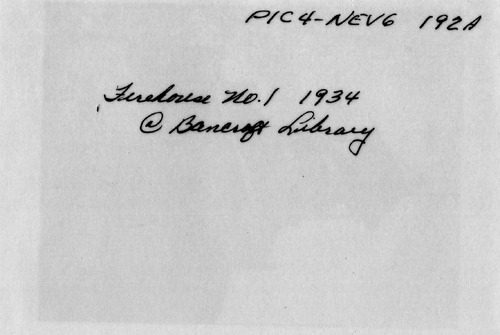 PIC4-NEV6 192A
Firehouse No.1 1934
@ Bancroft Library